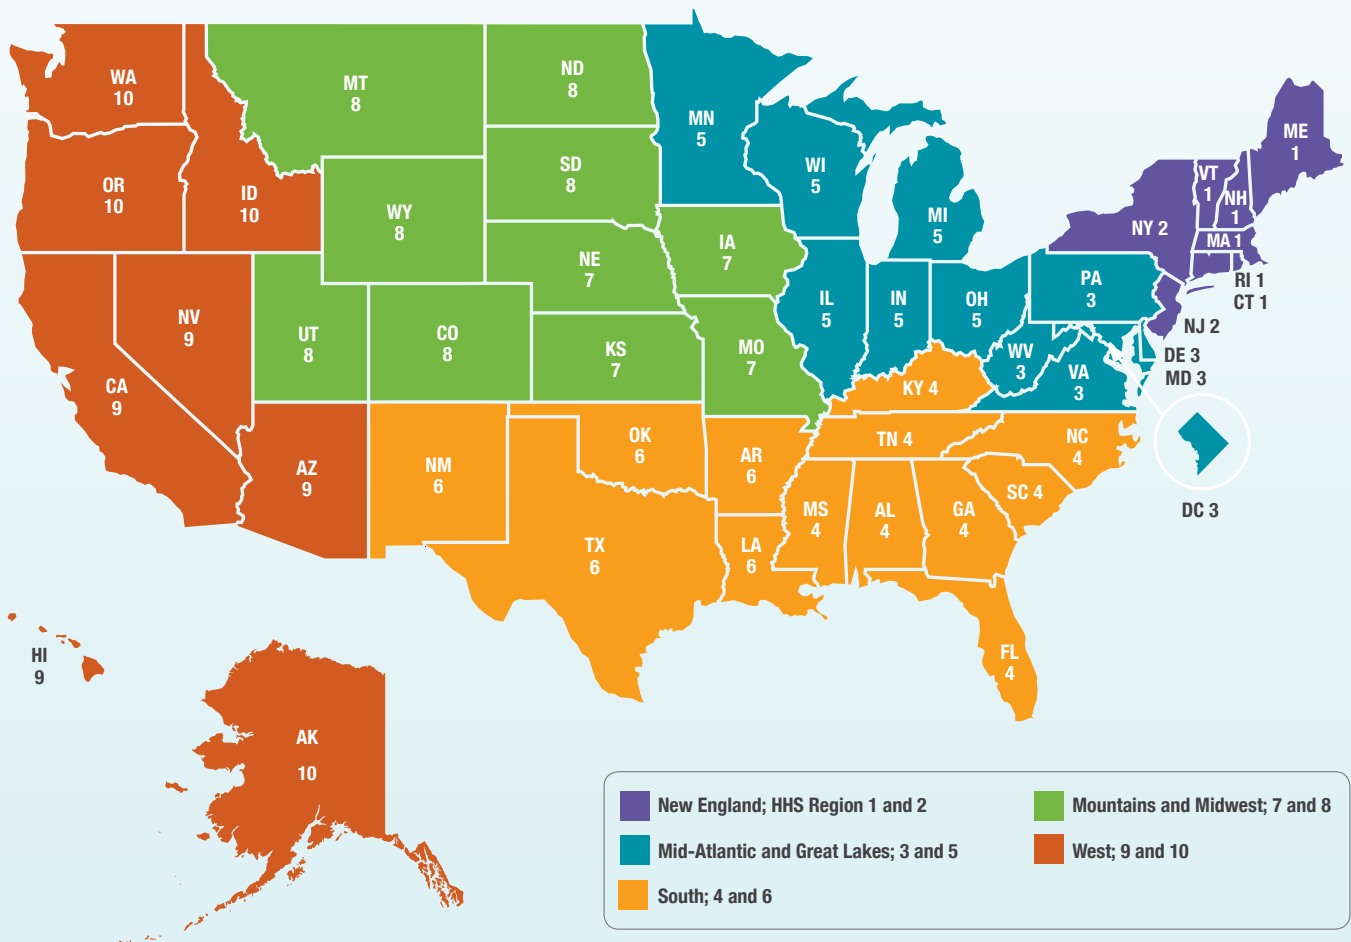 WA
10
MT
8
ND
8
MN
5
ME
1
OR
10
ID
10
SD
8
WI
5
VT
1
NH
1
WY
8
MI
5
NY 2
MA 1
NE
7
IA
7
RI 1
CT 1
NV
9
UT
8
CO
8
KS
7
MO
7
IL
5
IN
5
OH
5
PA
3
NJ 2
WV
3
VA
3
DE 3
MD 3
CA
9
KY 4
AZ
9
NM
6
OK
6
AR
6
TN 4
NC
4
SC 4
DC 3
TX
6
LA
6
MS
4
AL
4
GA
4
FL
4
HI
9
AK
10
New England; HHS Region 1 and 2
Mid-Atlantic and Great Lakes; 3 and 5
South; 4 and 6
Mountains and Midwest; 7 and 8
West; 9 and 10